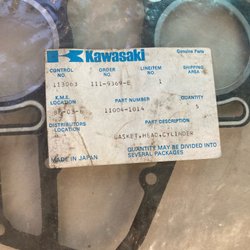 Kawasaki
Genuine Parts
CONTROL NO.
ORDER NO.
LINE ITEM NO.
SHIPPING AREA
113063
111-9369-E
1
K.M.E. LOCATION
PART NUMBER
QUANTITY
11004-1014
5
DISTRIBUTORS LOCATION
PART DESCRIPTION
GASKET,HEAD,CYLINDER
MADE IN JAPAN
QUANTITY MAY BE DIVIDED INTO
SEVERAL PACKAGES